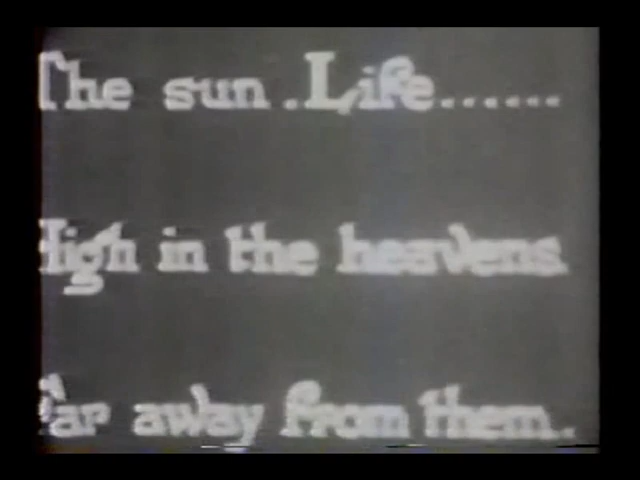 The sun. Life......
High in the heavens
Far away from them..